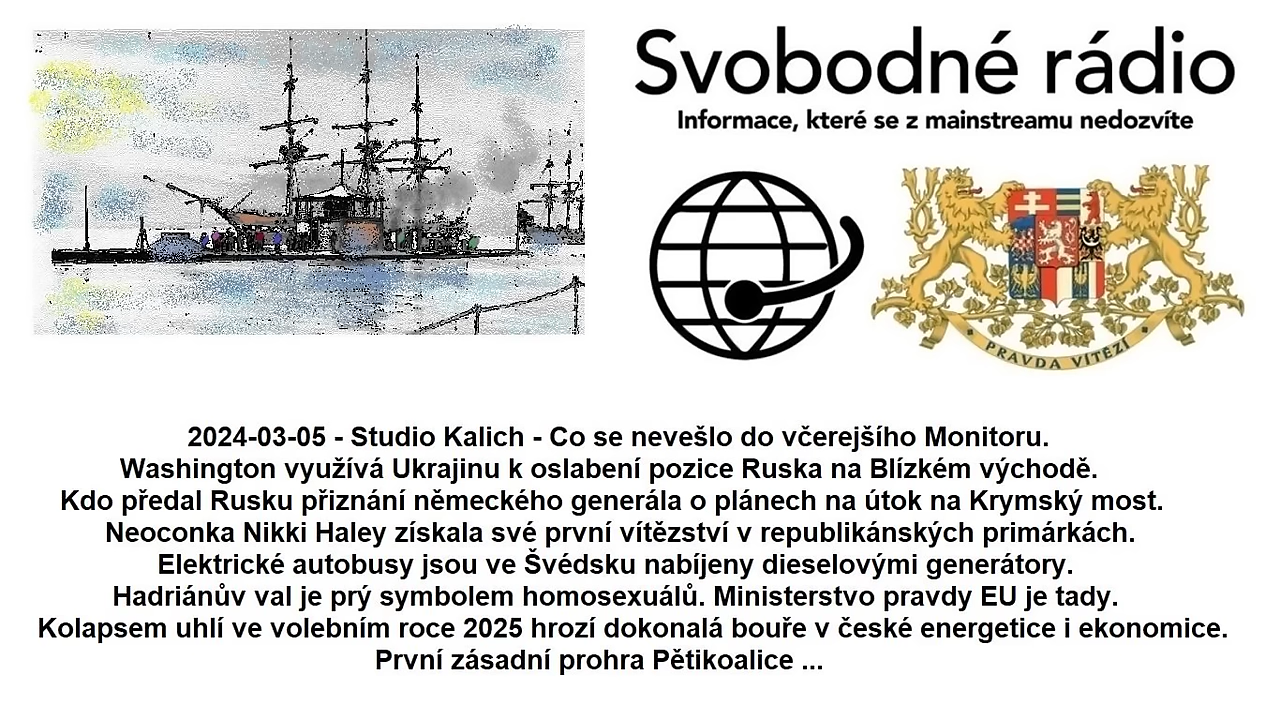 Svobodné rádio
Informace, které se z mainstreamu nedozvíte
PRAVDA VÍTĚZÍ
2024-03-05 - Studio Kalich - Co se nevešlo do včerejšího Monitoru.
Washington využívá Ukrajinu k oslabení pozice Ruska na Blízkém východě.
Kdo předal Rusku přiznání německého generála o plánech na útok na Krymský most.
Neoconka Nikki Haley získala své první vítězství v republikánských primárkách.
Elektrické autobusy jsou ve Švédsku nabíjeny dieselovými generátory.
Hadriánův val je prý symbolem homosexuálů. Ministerstvo pravdy EU je tady.
Kolapsem uhlí ve volebním roce 2025 hrozí dokonalá bouře v české energetice i ekonomice.
První zásadní prohra Pětikoalice ...